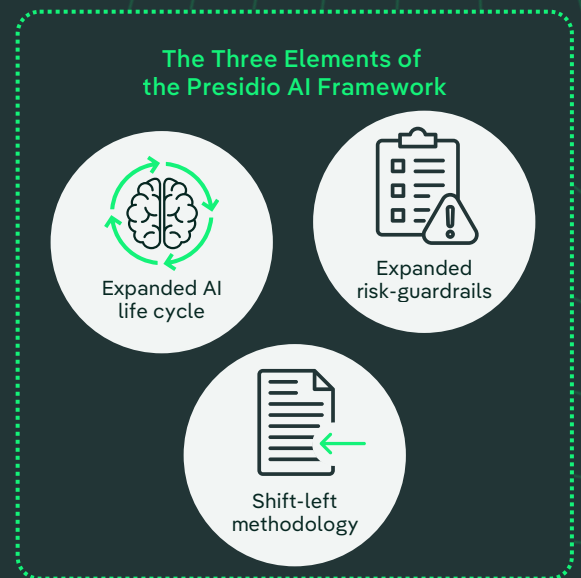 The Three Elements of
the Presidio AI Framework
Expanded AI
life cycle
Expanded
risk-guardrails
Shift-left
methodology